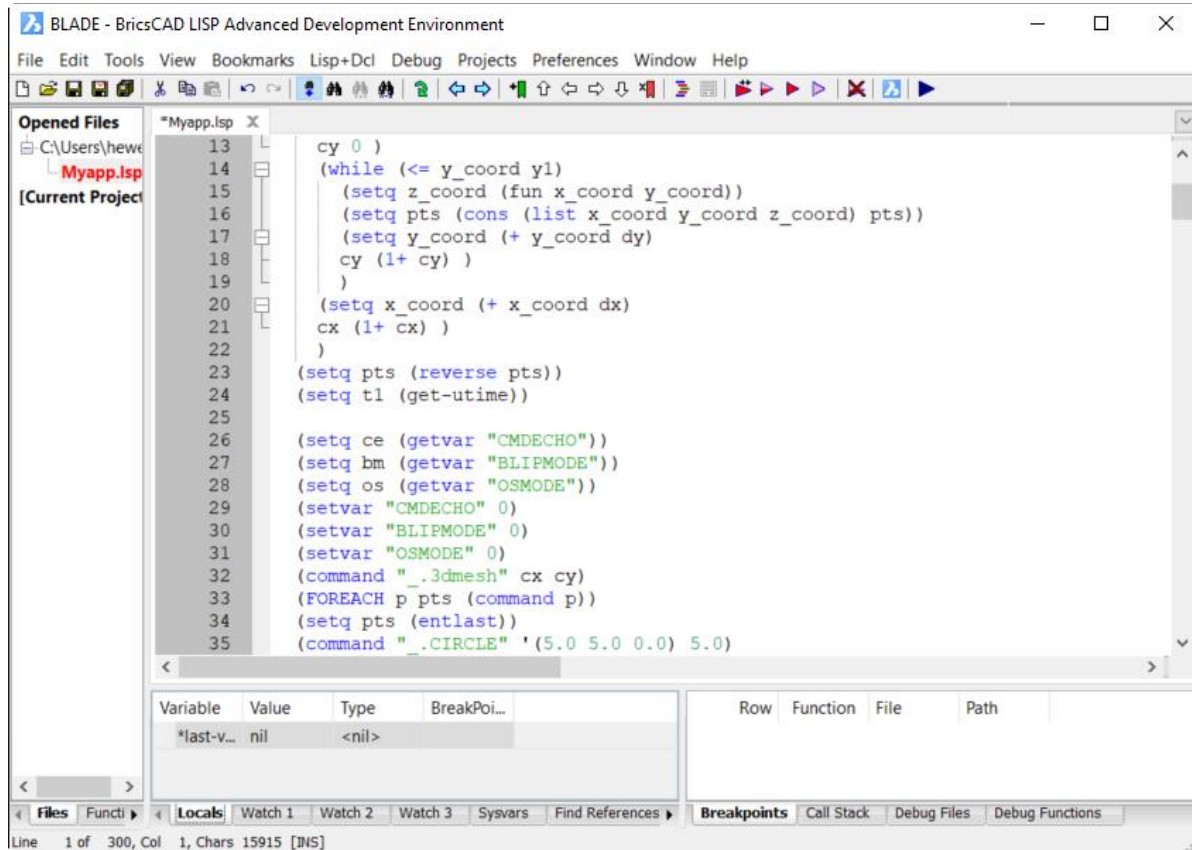 BLADE - BricsCAD LISP Advanced Development Environment
File Edit Tools View Bookmarks Lisp+Dcl Debug Projects Preferences Window Help
Opened Files
C:\Users\hewe
Myapp.lsp
[Current Project
*Myapp.lsp X
13 cy 0 )
14 (while (<= y_coord y1)
15 (setq z_coord (fun x_coord y_coord))
16 (setq pts (cons (list x_coord y_coord z_coord) pts))
17 (setq y_coord (+ y_coord dy)
18 cy (1+ cy) )
19 )
20 (setq x_coord (+ x_coord dx)
21 cx (1+ cx) )
22 )
23 (setq pts (reverse pts))
24 (setq t1 (get-utime))
25
26 (setq ce (getvar "CMDECHO"))
27 (setq bm (getvar "BLIPMODE"))
28 (setq os (getvar "OSMODE"))
29 (setvar "CMDECHO" 0)
30 (setvar "BLIPMODE" 0)
31 (setvar "OSMODE" 0)
32 (command "_.3dmesh" cx cy)
33 (FOREACH p pts (command p))
34 (setq pts (entlast))
35 (command "_.CIRCLE" '(5.0 5.0 0.0) 5.0)
Variable Value Type BreakPoi...
*last-v... nil <nil>
Row Function File Path
Files Functi
Locals Watch 1 Watch 2 Watch 3 Sysvars Find References
Breakpoints Call Stack Debug Files Debug Functions
Line 1 of 300, Col 1, Chars 15915 [INS]